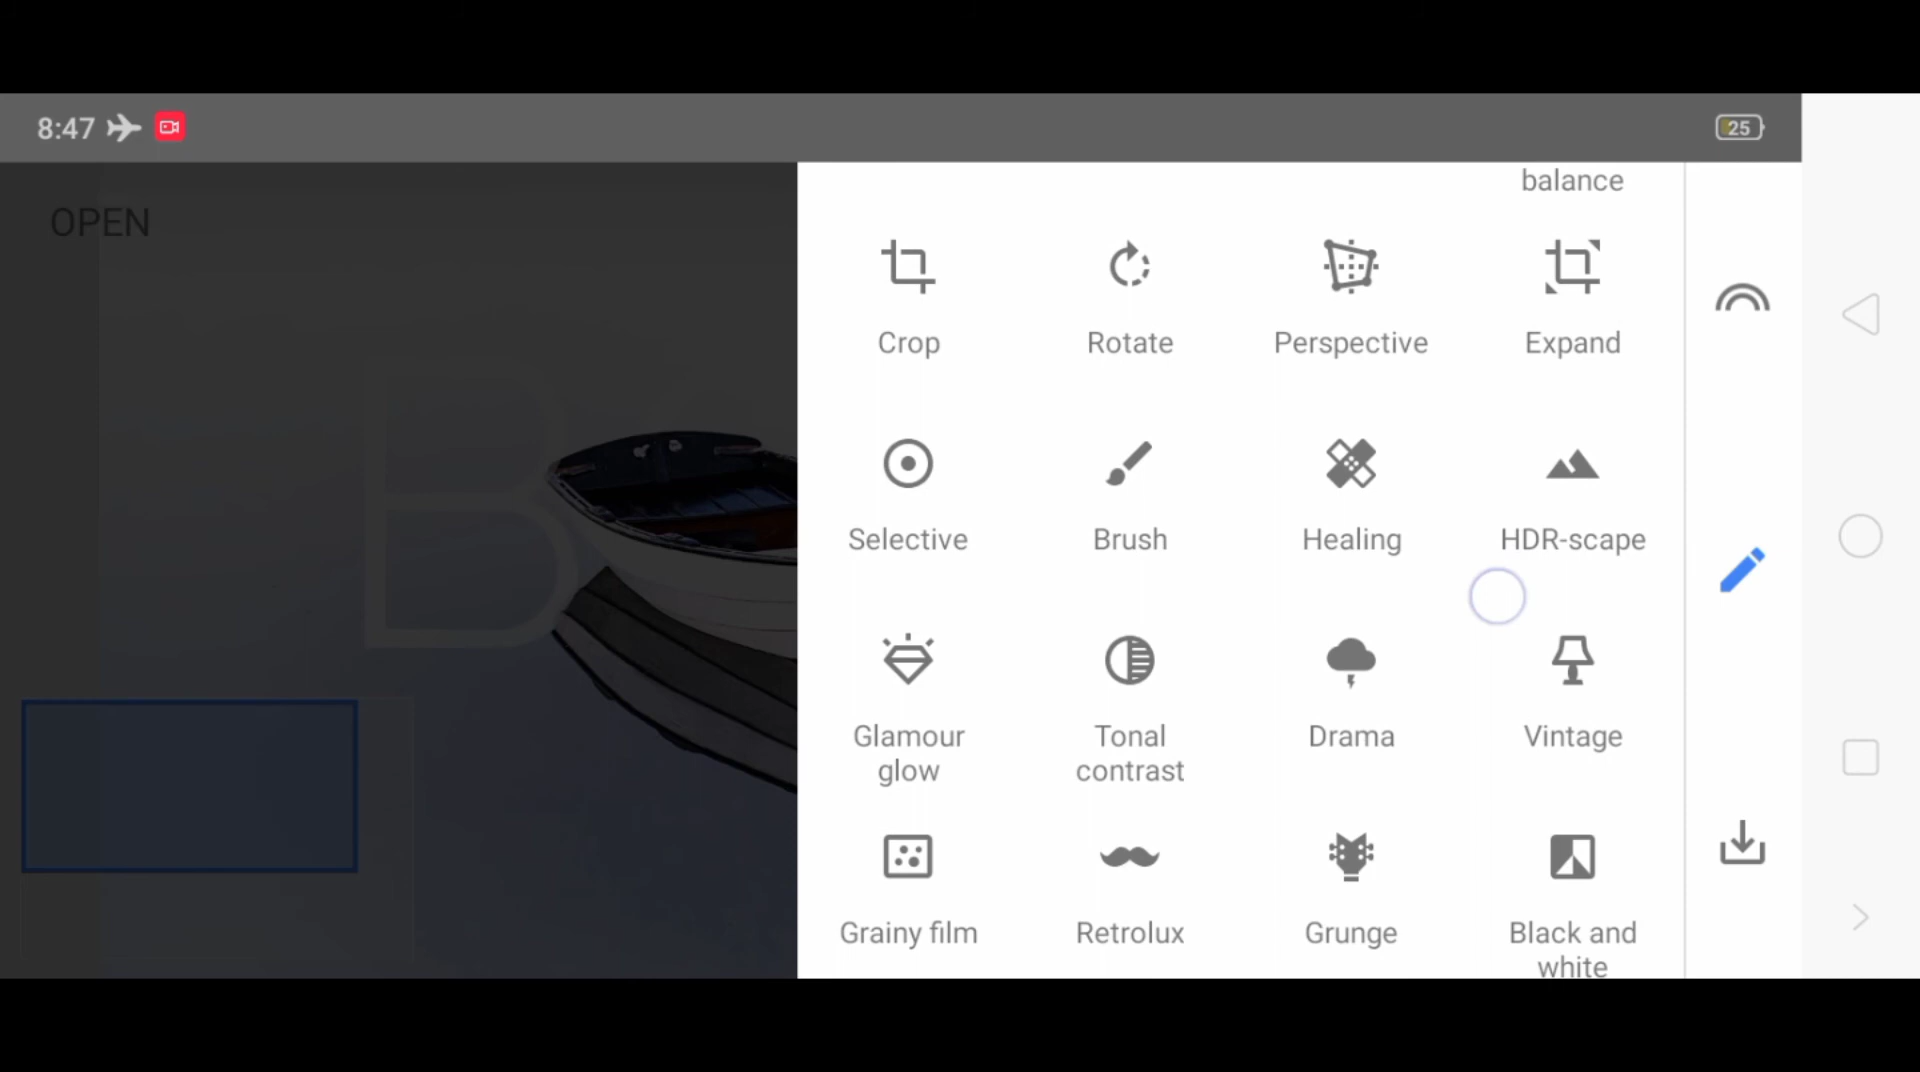 8:47
25
OPEN
B
balance
Crop
Rotate
Perspective
Expand
Selective
Brush
Healing
HDR-scape
Glamour
glow
Tonal
contrast
Drama
Vintage
Grainy film
Retrolux
Grunge
Black and
white